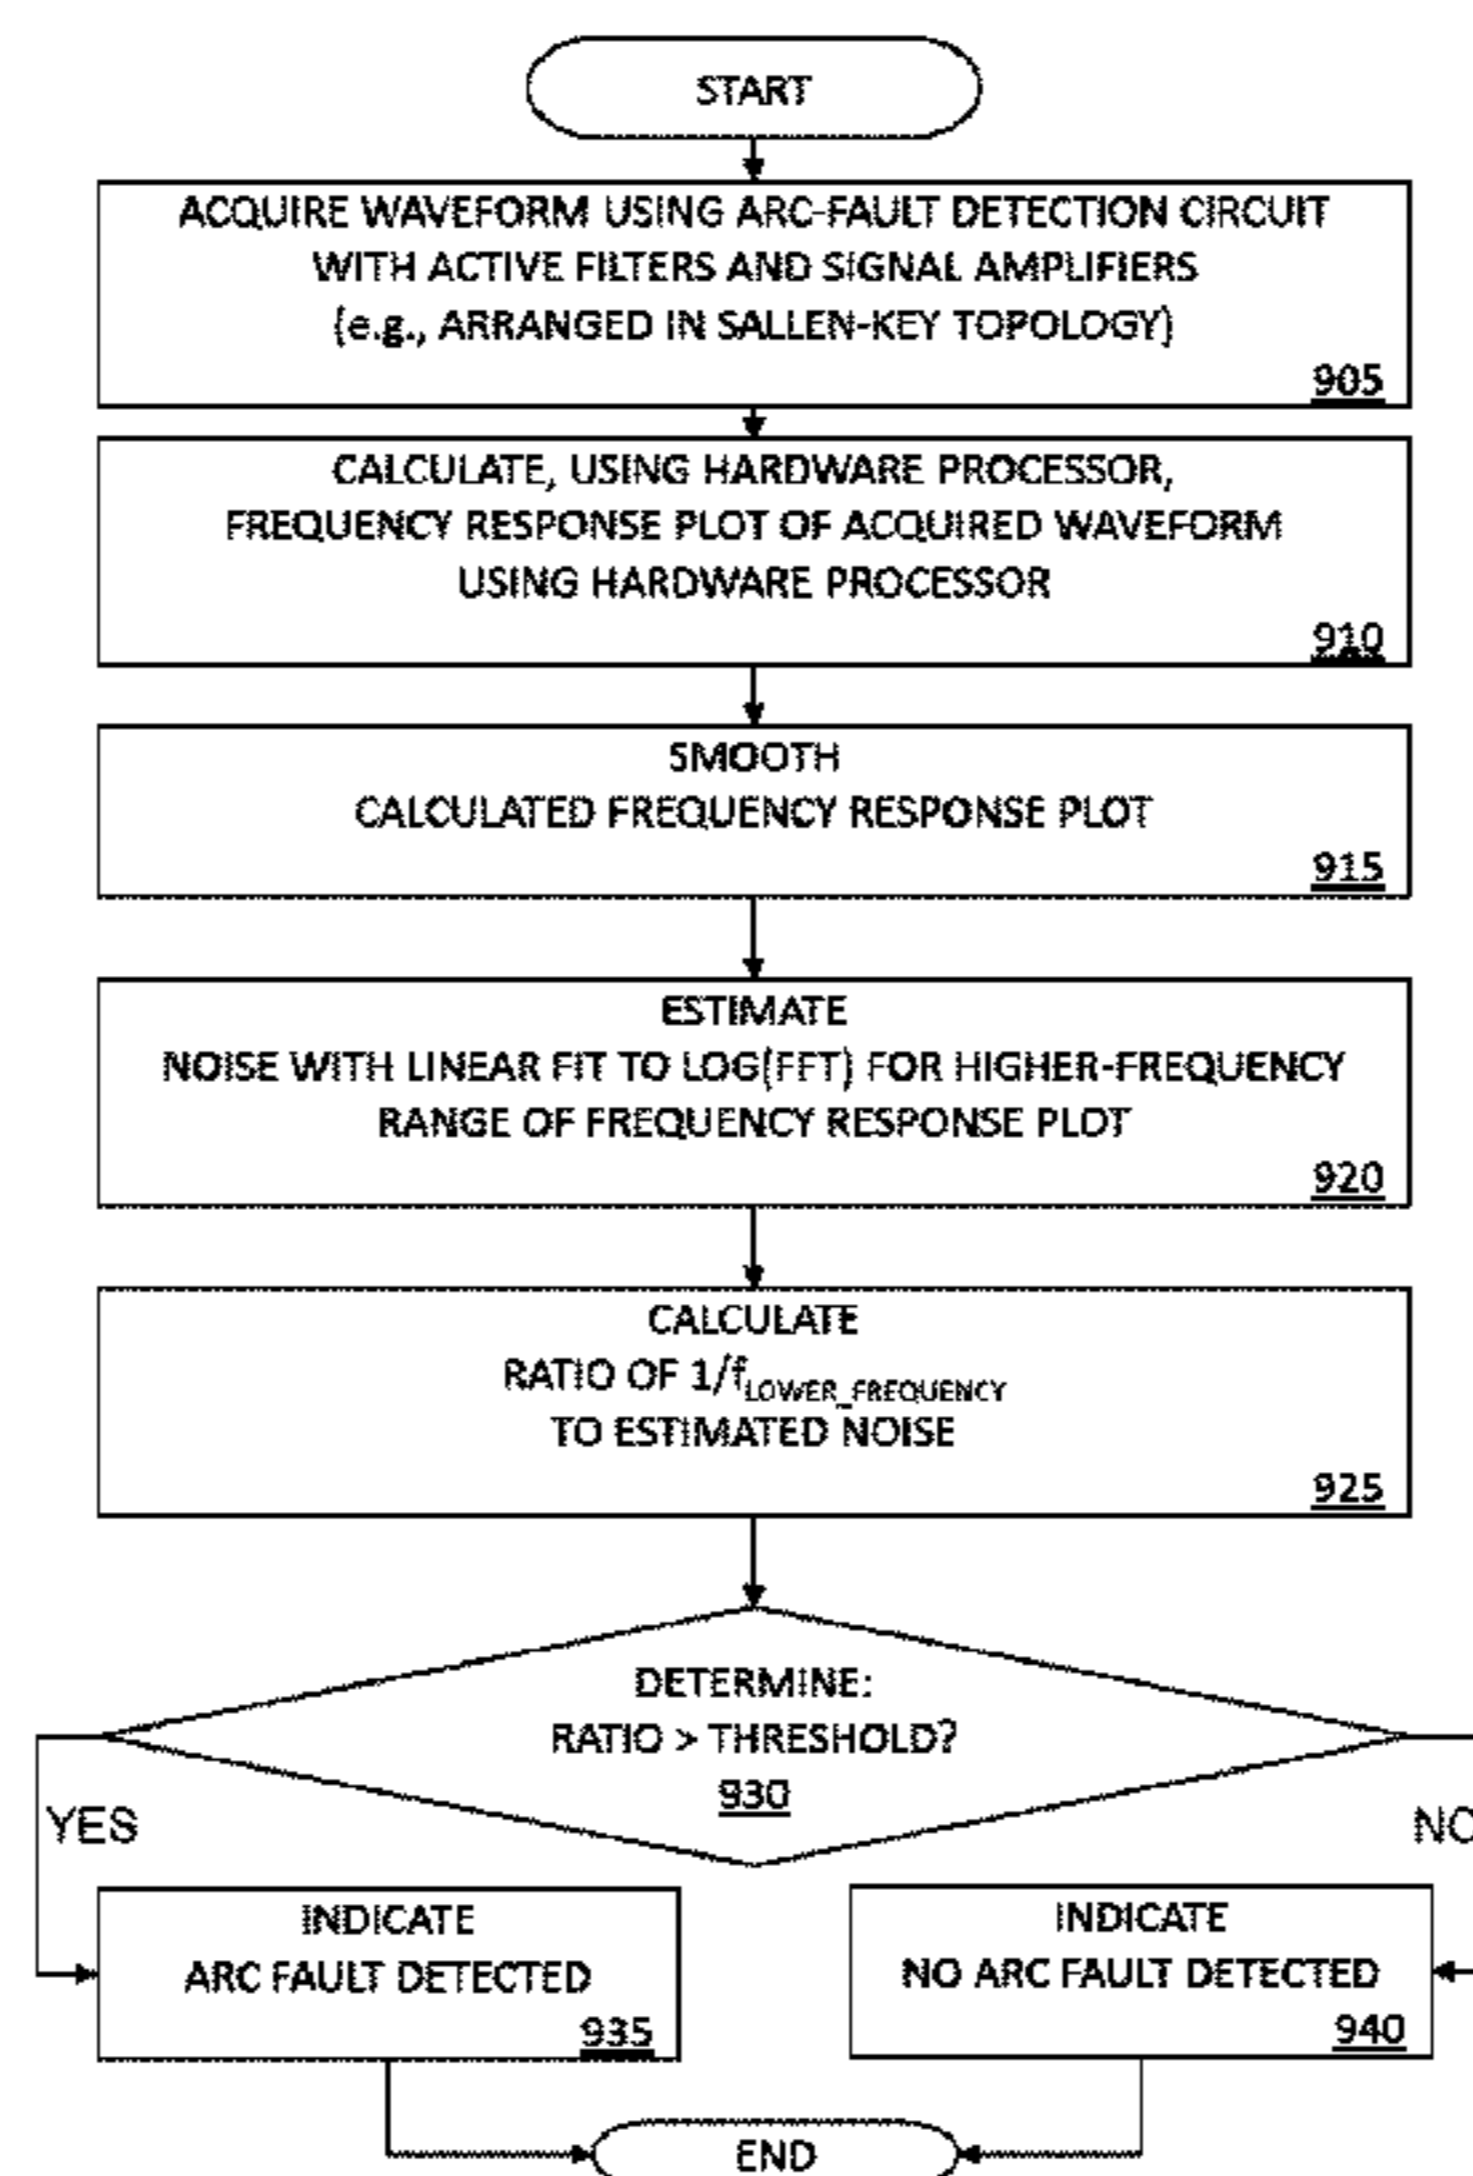 START
ACQUIRE WAVEFORM USING ARC-FAULT DETECTION CIRCUIT
WITH ACTIVE FILTERS AND SIGNAL AMPLIFIERS
(e.g., ARRANGED IN SALLEN-KEY TOPOLOGY)
905
CALCULATE, USING HARDWARE PROCESSOR,
FREQUENCY RESPONSE PLOT OF ACQUIRED WAVEFORM
USING HARDWARE PROCESSOR
910
SMOOTH
CALCULATED FREQUENCY RESPONSE PLOT
915
ESTIMATE
NOISE WITH LINEAR FIT TO LOG(FFT) FOR HIGHER-FREQUENCY
RANGE OF FREQUENCY RESPONSE PLOT
920
CALCULATE
RATIO OF 1/fLOWER_FREQUENCY
TO ESTIMATED NOISE
925
DETERMINE:
RATIO > THRESHOLD?
930
YES
NO
INDICATE
ARC FAULT DETECTED
935
INDICATE
NO ARC FAULT DETECTED
940
END